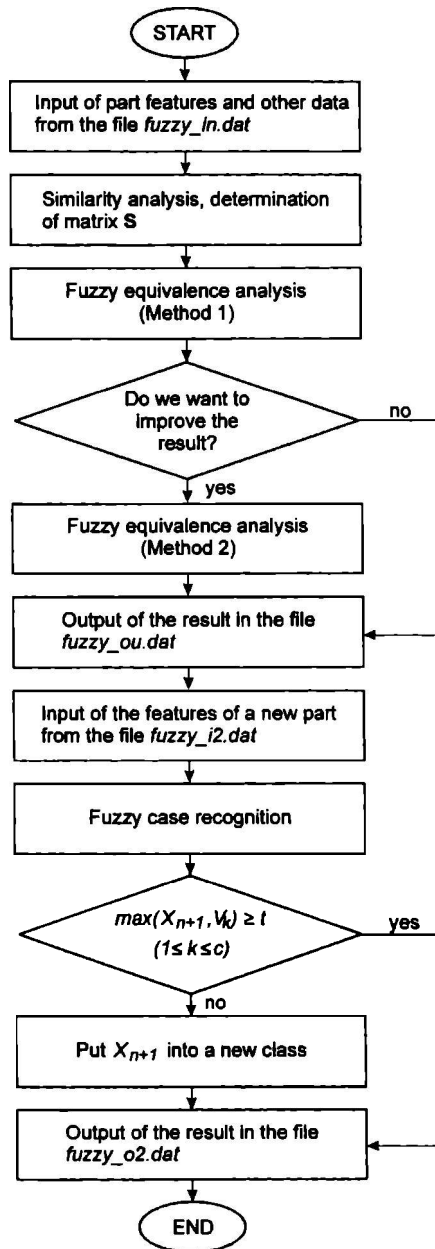 START
Input of part features and other data
from the file fuzzy_in.dat
Similarity analysis, determination
of matrix S
Fuzzy equivalence analysis
(Method 1)
Do we want to
improve the
result?
no
yes
Fuzzy equivalence analysis
(Method 2)
Output of the result in the file
fuzzy_ou.dat
Input of the features of a new part
from the file fuzzy_i2.dat
Fuzzy case recognition
max(X_{n+1}, V_k) ≥ t
(1≤ k≤ c)
yes
no
Put X_{n+1} into a new class
Output of the result in the file
fuzzy_o2.dat
END